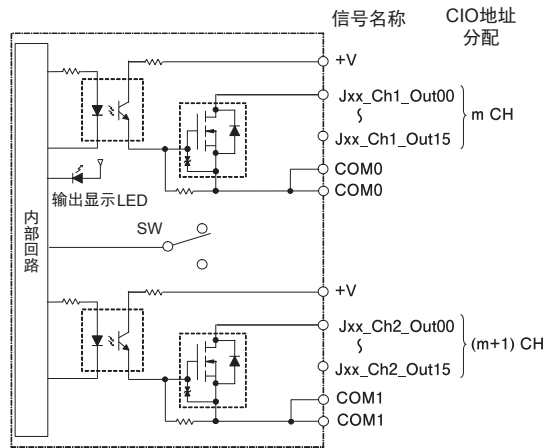 信号名称
CIO地址
分配
+V
Jxx_Ch1_Out00
Jxx_Ch1_Out15
m CH
COM0
COM0
输出显示LED
内部回路
SW
+V
Jxx_Ch2_Out00
Jxx_Ch2_Out15
(m+1) CH
COM1
COM1